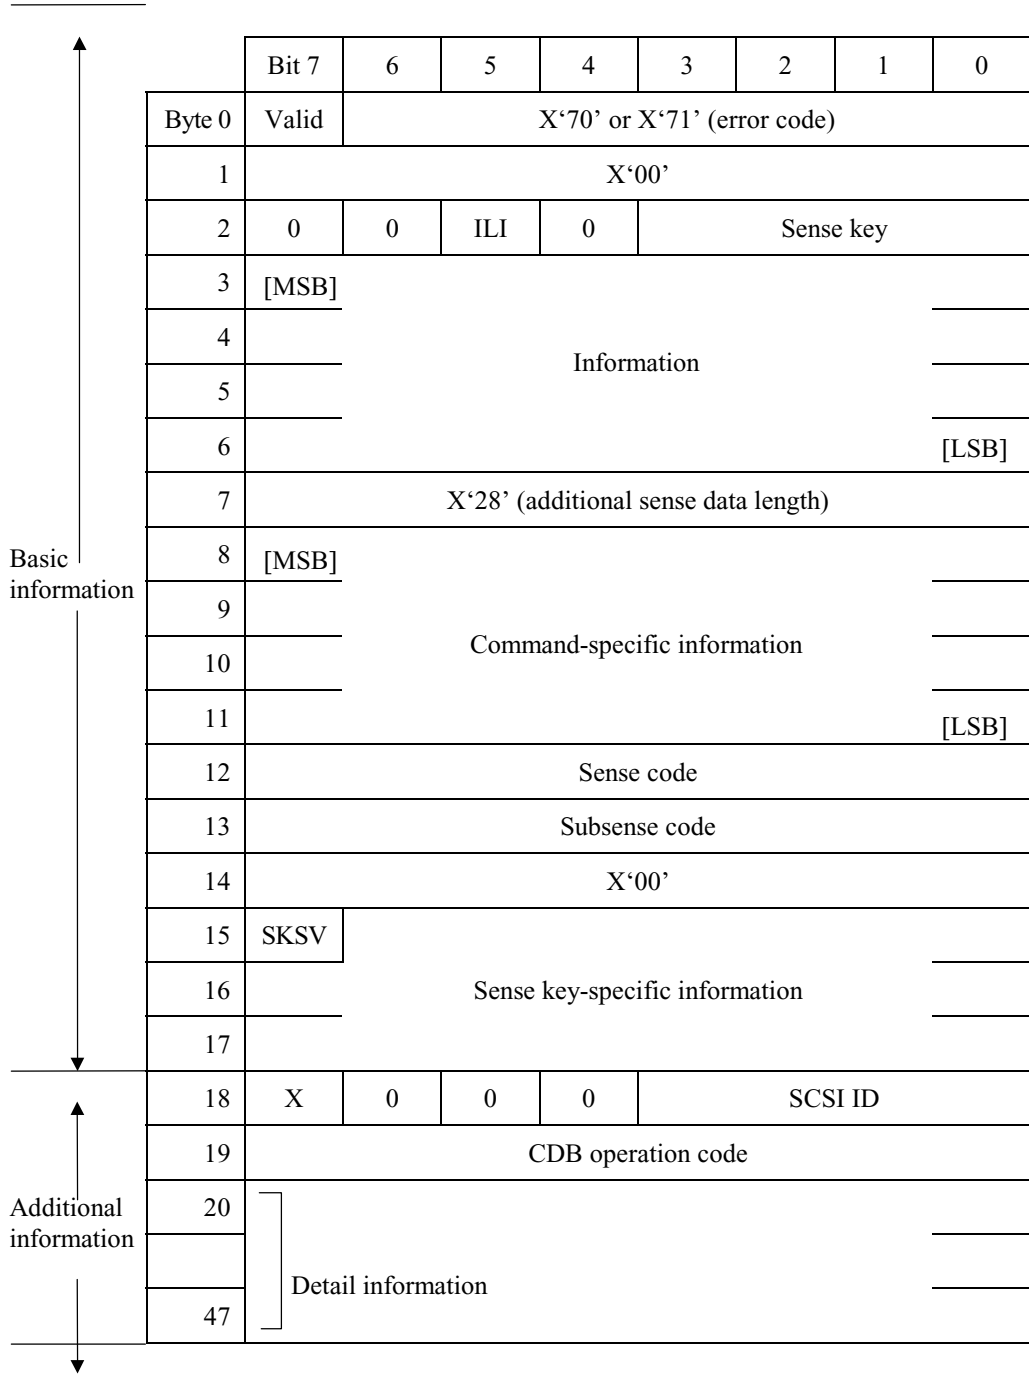 Bit 7 6 5 4 3 2 1 0
Byte 0 Valid X‘70’ or X‘71’ (error code)
1 X‘00’
2 0 0 ILI 0 Sense key
3 [MSB]
4
Information
5
6 [LSB]
7 X‘28’ (additional sense data length)
Basic
information
8 [MSB]
9
Command-specific information
10
11 [LSB]
12 Sense code
13 Subsense code
14 X‘00’
15 SKSV
16 Sense key-specific information
17
18 X 0 0 0 SCSI ID
19 CDB operation code
Additional
information
20
Detail information
47